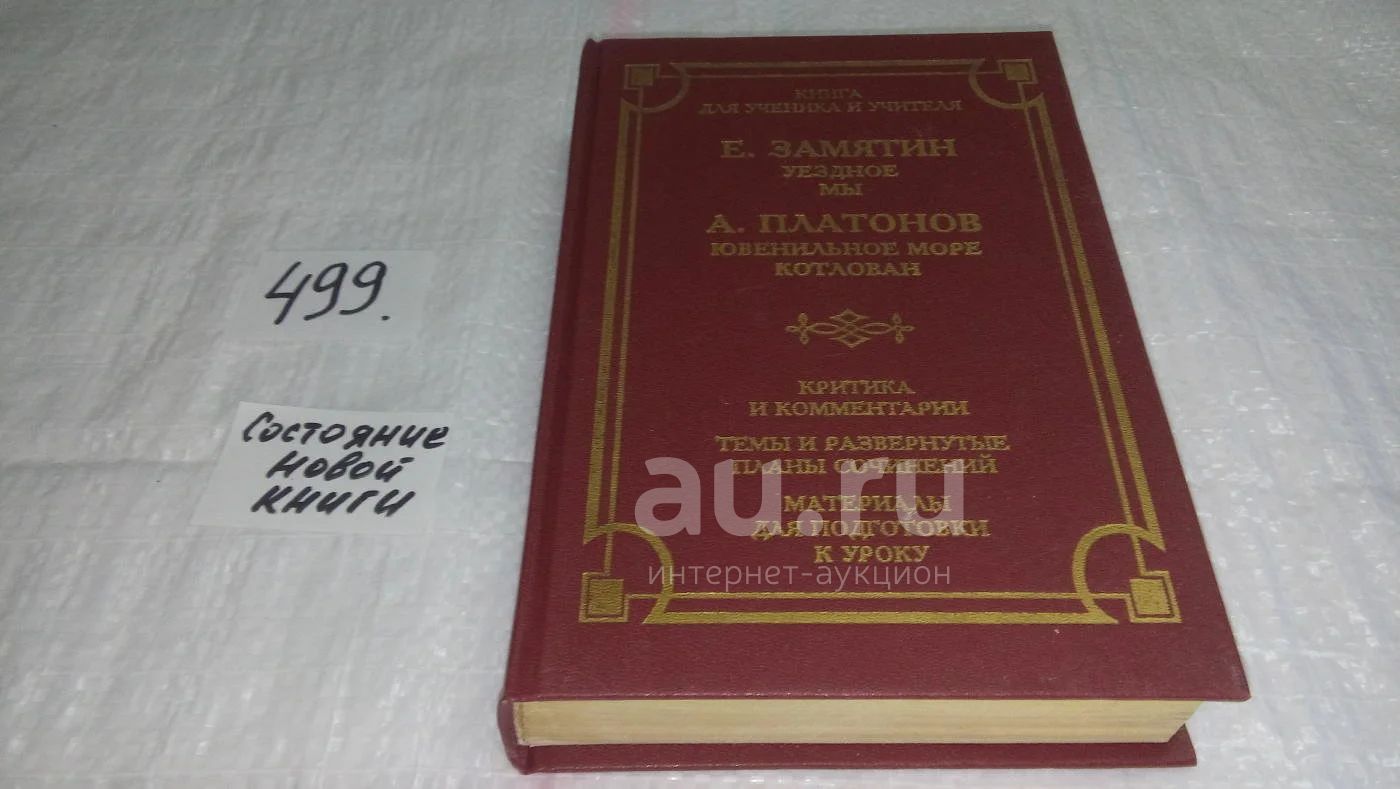 499.
Состояние
новой
книги
КНИГА
ДЛЯ УЧЕНИКА И УЧИТЕЛЯ
Е. ЗАМЯТИН
УЕЗДНОЕ
МЫ
А. ПЛАТОНОВ
ЮВЕНИЛЬНОЕ МОРЕ
КОТЛОВАН
КРИТИКА
И КОММЕНТАРИИ
ТЕМЫ И РАЗВЕРНУТЫЕ
ПЛАНЫ СОЧИНЕНИЙ
МАТЕРИАЛЫ
ДЛЯ ПОДГОТОВКИ
К УРОКУ
au.ru
интернет-аукцион